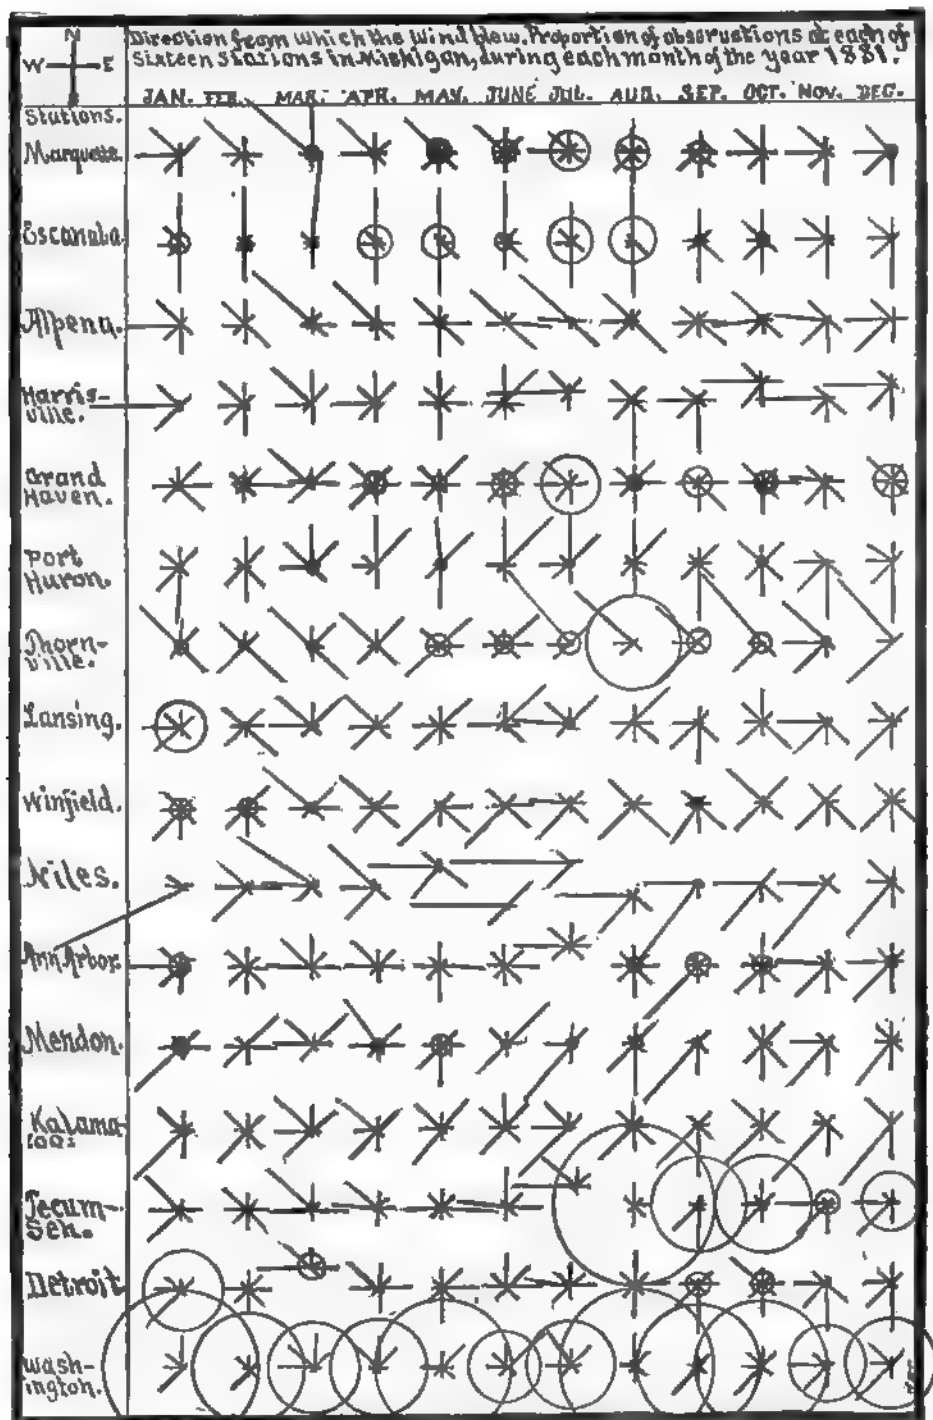 N
Direction from which the Wind blew. Proportion of observations at each of
W E
Sixteen Stations in Michigan, during each month of the year 1881.
JAN. FEB. MAR. APR. MAY. JUNE JUL. AUG. SEP. OCT. NOV. DEC.
Stations.
Marquette.
Escanaba.
Alpena.
Harris-
ville.
Grand
Haven.
Port
Huron.
Thorn-
ville.
Lansing.
Winfield.
Niles.
Ann Arbor.
Mendon.
Kalama-
zoo:
Tecum-
Seh.
Detroit
Wash-
ington.